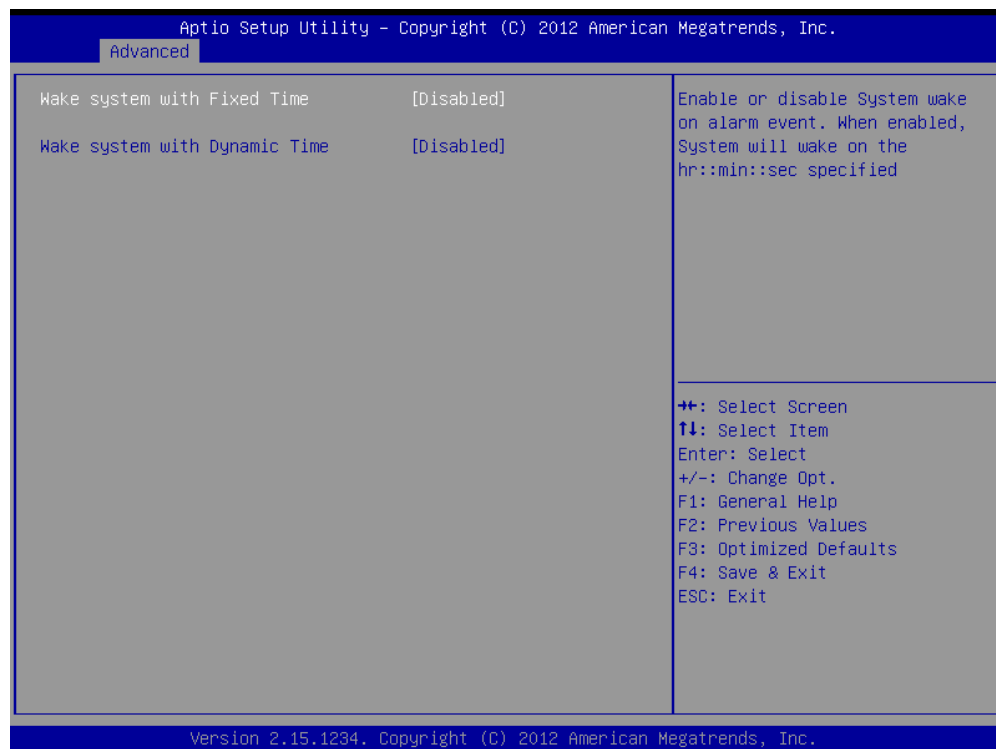 Aptio Setup Utility – Copyright (C) 2012 American Megatrends, Inc.
Advanced
Wake system with Fixed Time [Disabled]
Wake system with Dynamic Time [Disabled]
Enable or disable System wake
on alarm event. When enabled,
System will wake on the
hr::min::sec specified
→←: Select Screen
↑↓: Select Item
Enter: Select
+/-: Change Opt.
F1: General Help
F2: Previous Values
F3: Optimized Defaults
F4: Save & Exit
ESC: Exit
Version 2.15.1234. Copyright (C) 2012 American Megatrends, Inc.